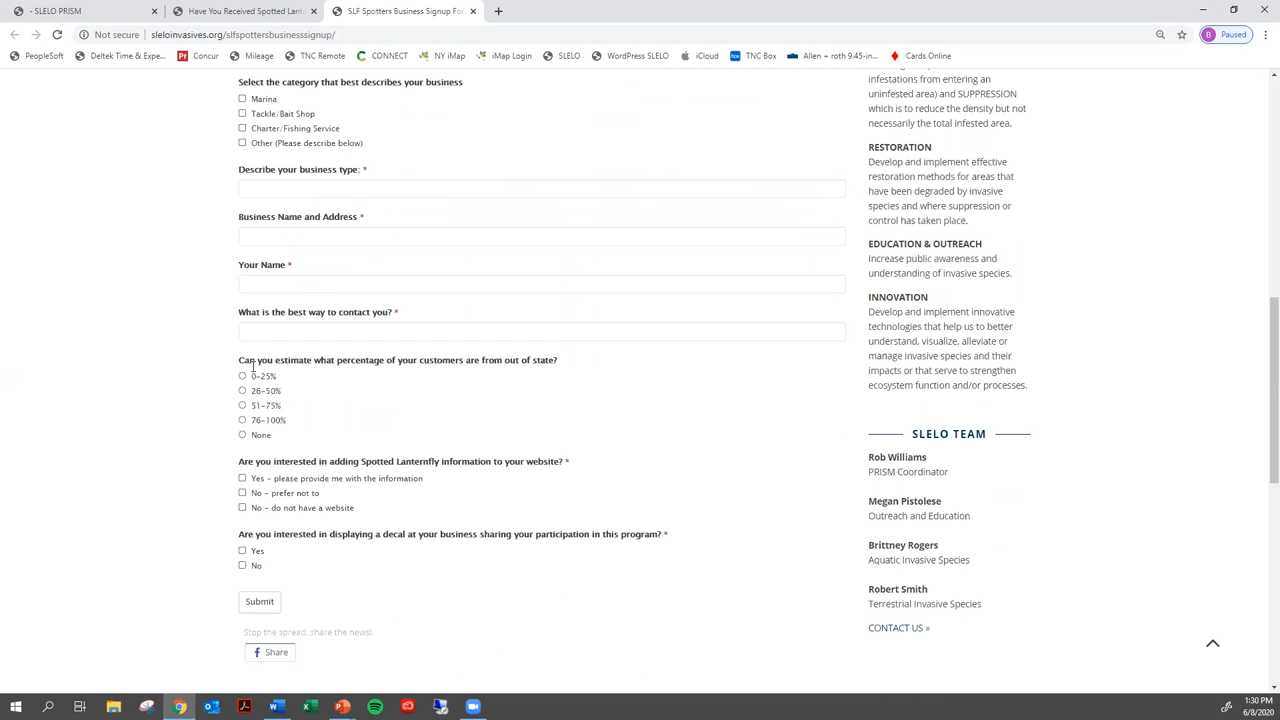 - SLELO PRISM
Have You Received Spotted Lant
SLF Spotters Business Signup Fo
Not secure | sleloinvasives.org/slfspottersbusinesssignup/
B Paused
PeopleSoft
Deltek Time & Expe...
Concur
Mileage
TNC Remote
CONNECT
NY iMap
iMap Login
SLELO
WordPress SLELO
iCloud
TNC Box
Allen + roth 9.45-in...
Cards Online
Select the category that best describes your business
Marina
Tackle/Bait Shop
Charter/Fishing Service
Other (Please describe below)
Describe your business type: *
Business Name and Address *
Your Name *
What is the best way to contact you? *
Can you estimate what percentage of your customers are from out of state?
0-25%
26-50%
51-75%
76-100%
None
Are you interested in adding Spotted Lanternfly information to your website? *
Yes - please provide me with the information
No - prefer not to
No - do not have a website
Are you interested in displaying a decal at your business sharing your participation in this program? *
Yes
No
Submit
Stop the spread, share the news!
Share
infestations from entering an
uninfested area) and SUPPRESSION
which is to reduce the density but not
necessarily the total infested area.
RESTORATION
Develop and implement effective
restoration methods for areas that
have been degraded by invasive
species and where suppression or
control has taken place.
EDUCATION & OUTREACH
Increase public awareness and
understanding of invasive species.
INNOVATION
Develop and implement innovative
technologies that help us to better
understand, visualize, alleviate or
manage invasive species and their
impacts or that serve to strengthen
ecosystem function and/or processes.
SLELO TEAM
Rob Williams
PRISM Coordinator
Megan Pistolese
Outreach and Education
Brittney Rogers
Aquatic Invasive Species
Robert Smith
Terrestrial Invasive Species
CONTACT US »
1:30 PM
6/8/2020